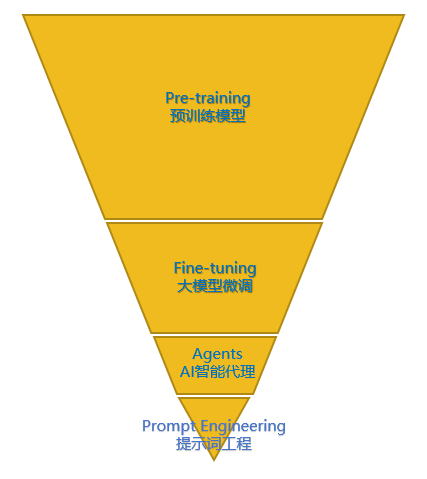 Pre-training
预训练模型
Fine-tuning
大模型微调
Agents
AI智能代理
Prompt Engineering
提示词工程